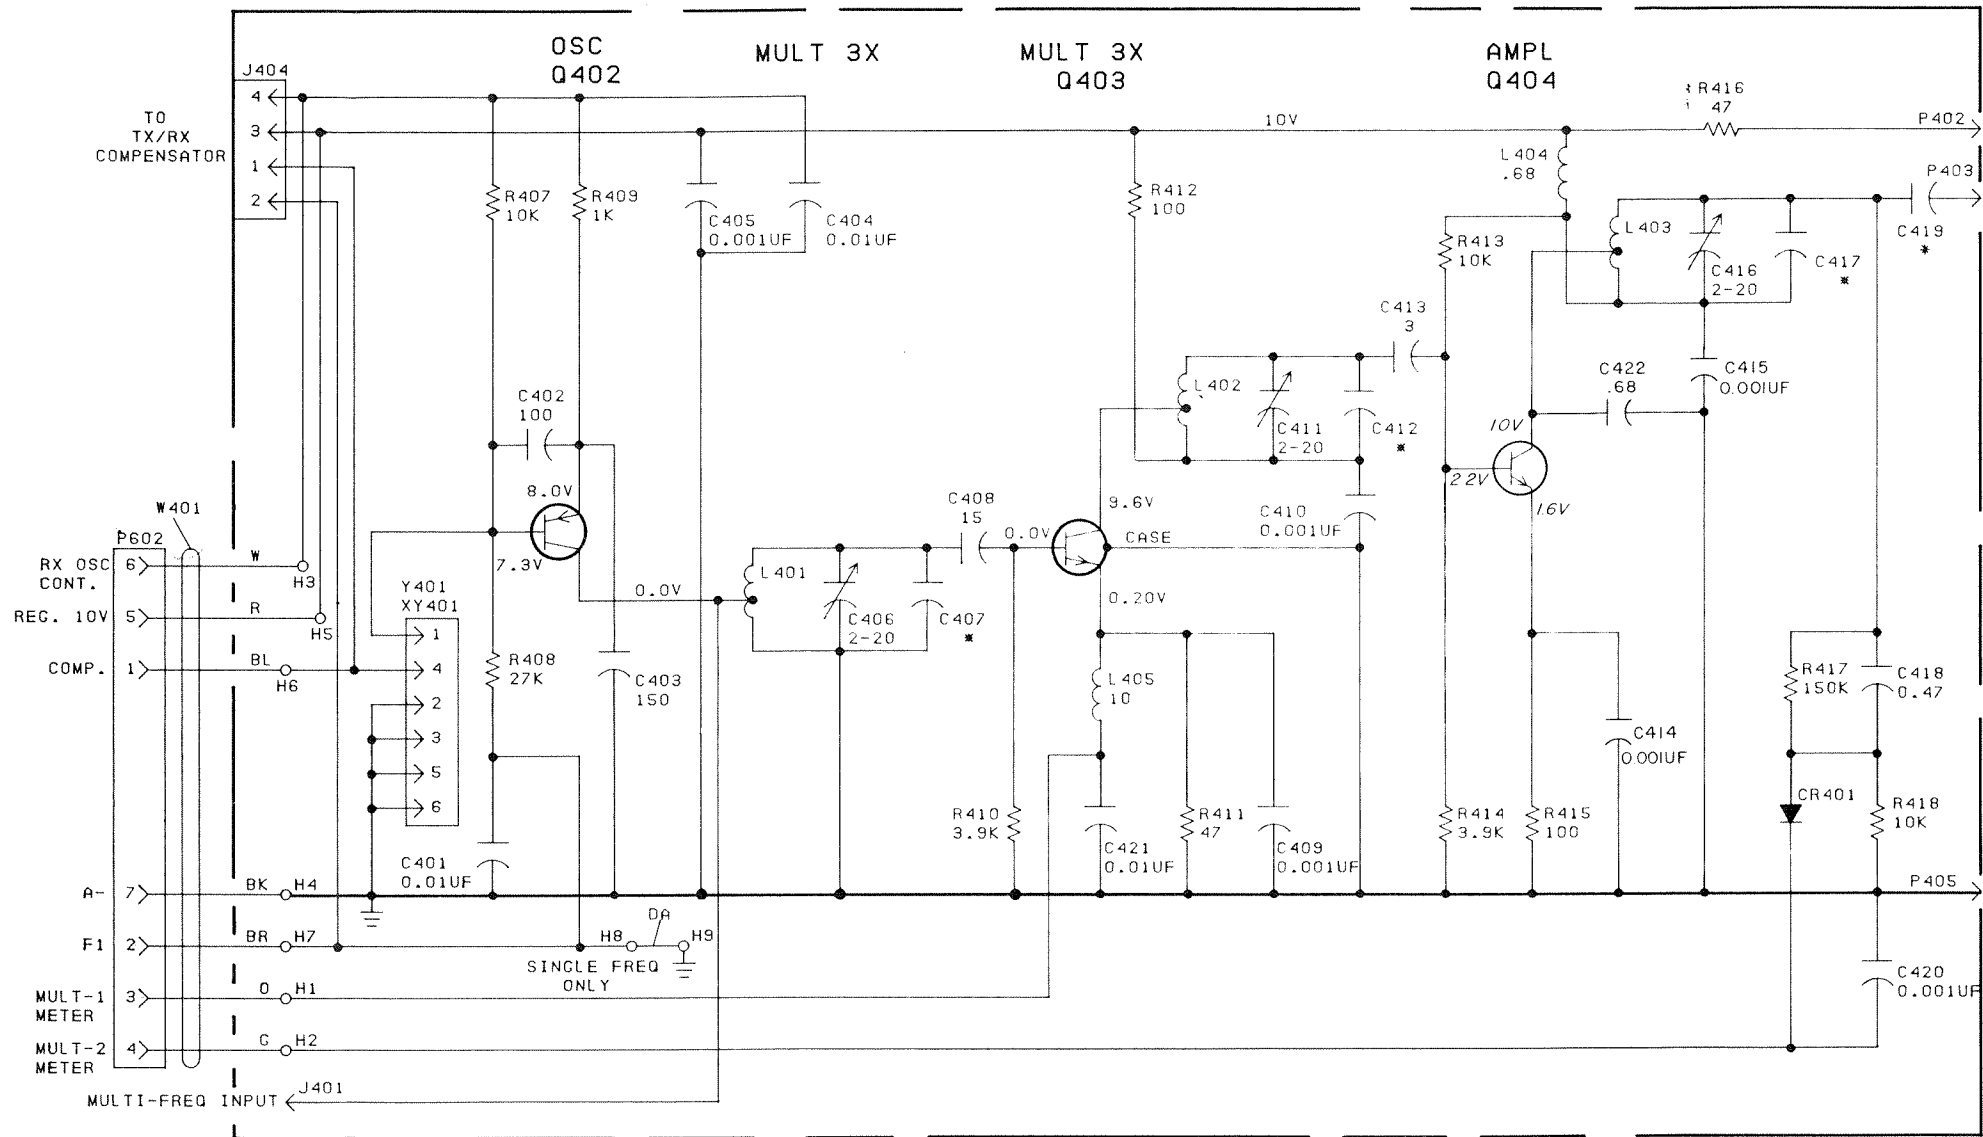 OSC
Q402
MULT 3X
MULT 3X
Q403
AMPL
Q404
J404
4
3
1
2
TO
TX/RX
COMPENSATOR
10V
R416
47
P402
P403
L404
.68
R407
10K
R409
1K
C405
0.001UF
C404
0.01UF
R412
100
R413
10K
L403
C416
2-20
C417
*
C419
*
C413
3
C402
100
L402
C411
2-20
C412
*
C422
.68
C415
0.001UF
10V
2.2V
1.6V
8.0V
7.3V
C408
15
0.0V
9.6V
CASE
C410
0.001UF
W401
P602
RX OSC
CONT.
6
W
H3
REG. 10V
5
R
H5
COMP.
1
BL
H6
Y401
XY401
1
4
2
3
5
6
0.0V
L401
C406
2-20
C407
*
0.20V
R408
27K
C403
150
L405
10
R417
150K
C418
0.47
C414
0.001UF
CR401
R418
10K
R410
3.9K
C421
0.01UF
R411
47
C409
0.001UF
R414
3.9K
R415
100
C401
0.01UF
A-
7
BK
H4
P405
F1
2
BR
H7
H8
DA
H9
SINGLE FREQ
ONLY
C420
0.001UF
MULT-1
METER
3
O
H1
MULT-2
METER
4
G
H2
MULTI-FREQ INPUT
J401